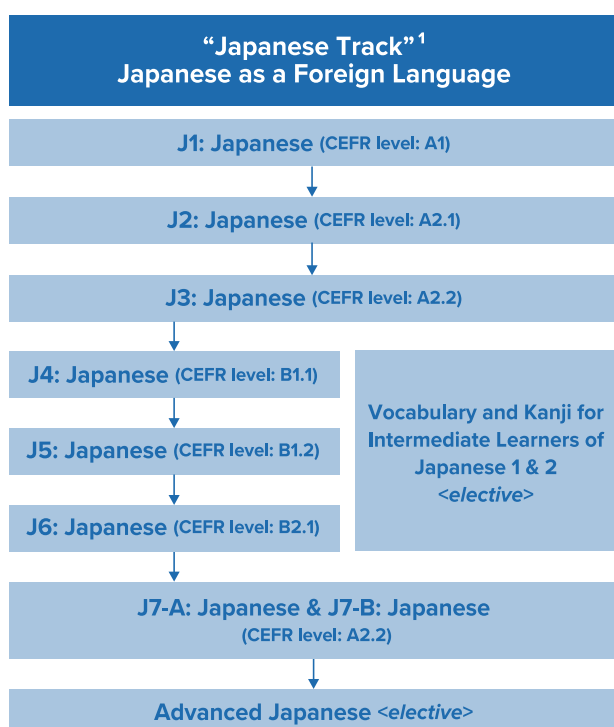 “Japanese Track” 1
Japanese as a Foreign Language
J1: Japanese (CEFR level: A1)
J2: Japanese (CEFR level: A2.1)
J3: Japanese (CEFR level: A2.2)
J4: Japanese (CEFR level: B1.1)
J5: Japanese (CEFR level: B1.2)
J6: Japanese (CEFR level: B2.1)
Vocabulary and Kanji for
Intermediate Learners of
Japanese 1 & 2
<elective>
J7-A: Japanese & J7-B: Japanese
(CEFR level: A2.2)
Advanced Japanese <elective>